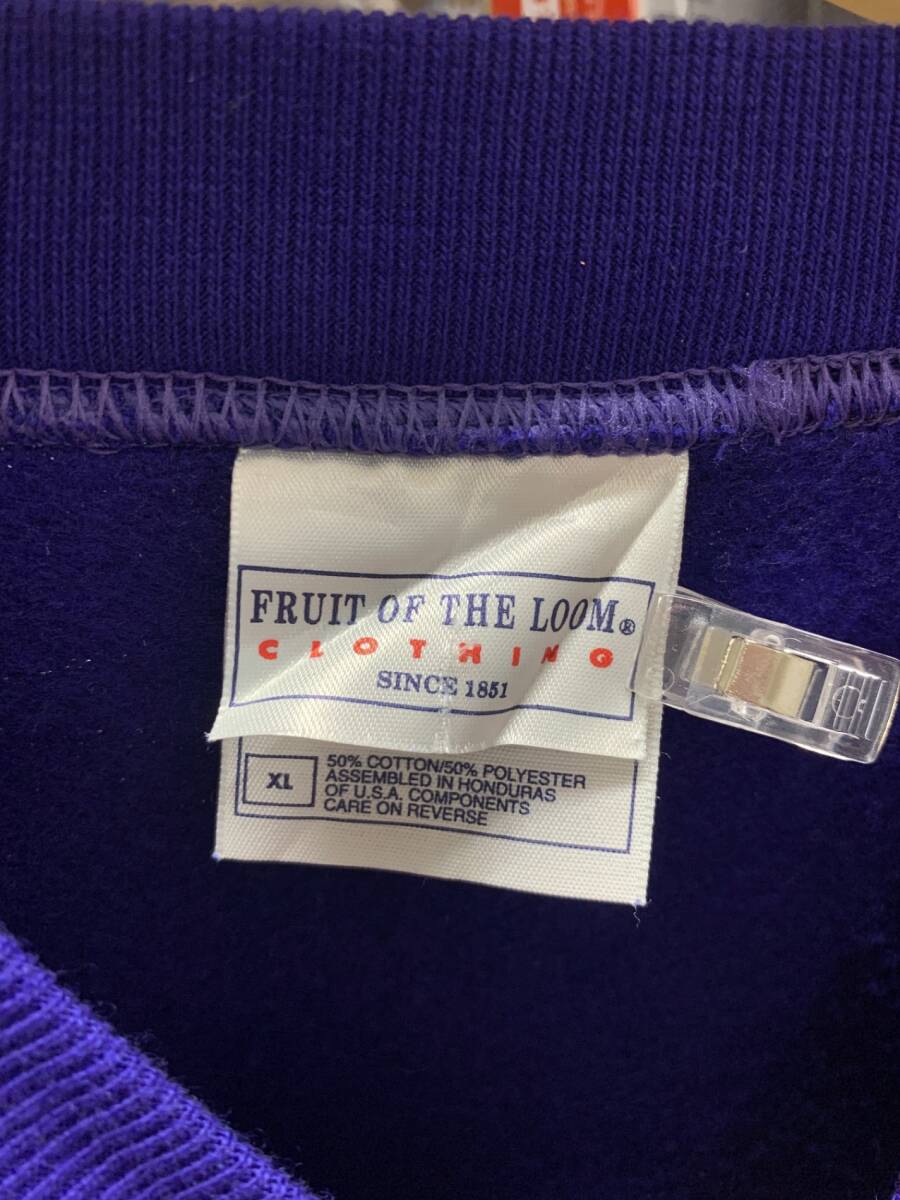 FRUIT OF THE LOOM®
CLOTHING
SINCE 1851
XL
50% COTTON/50% POLYESTER
ASSEMBLED IN HONDURAS
OF U.S.A. COMPONENTS
CARE ON REVERSE